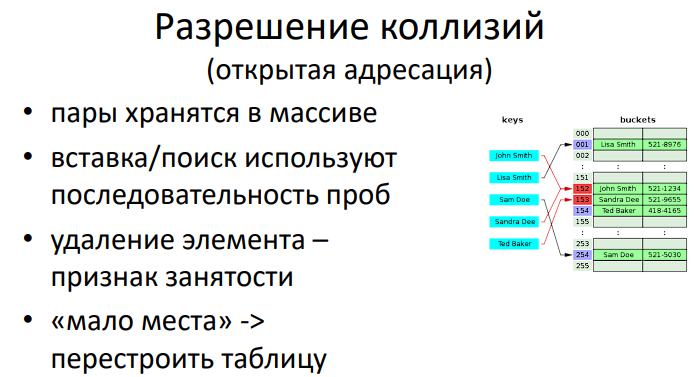 Разрешение коллизий
(открытая адресация)
• пары хранятся в массиве
• вставка/поиск используют
последовательность проб
• удаление элемента –
признак занятости
• «мало места» ->
перестроить таблицу
keys
John Smith
Lisa Smith
Sam Doe
Sandra Dee
Ted Baker
buckets
000
001 Lisa Smith 521-8976
002
: : :
151
152 John Smith 521-1234
153 Sandra Dee 521-9655
154 Ted Baker 418-4165
155
: : :
253
254 Sam Doe 521-5030
255